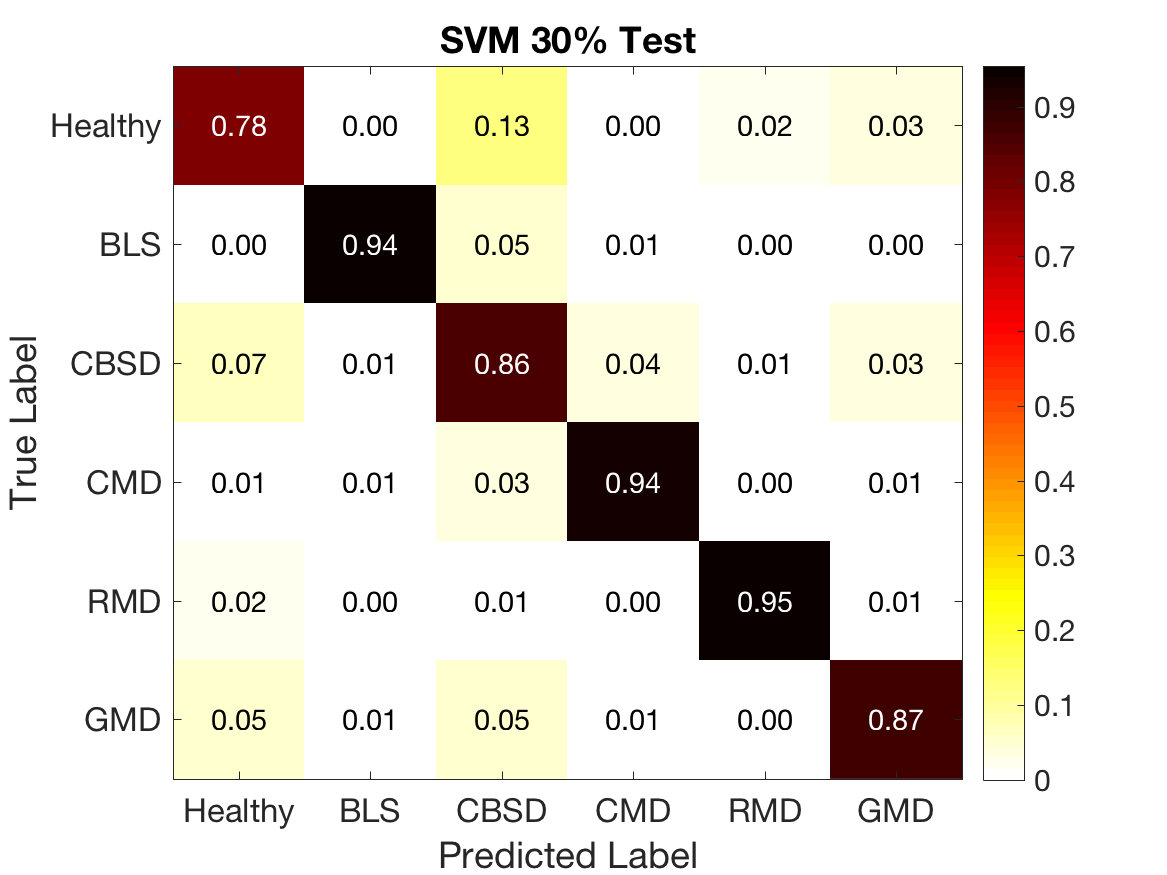 SVM 30% Test
Healthy 0.78 0.00 0.13 0.00 0.02 0.03
BLS 0.00 0.94 0.05 0.01 0.00 0.00
CBSD 0.07 0.01 0.86 0.04 0.01 0.03
CMD 0.01 0.01 0.03 0.94 0.00 0.01
RMD 0.02 0.00 0.01 0.00 0.95 0.01
GMD 0.05 0.01 0.05 0.01 0.00 0.87
Healthy BLS CBSD CMD RMD GMD
Predicted Label
True Label
0.9
0.8
0.7
0.6
0.5
0.4
0.3
0.2
0.1
0